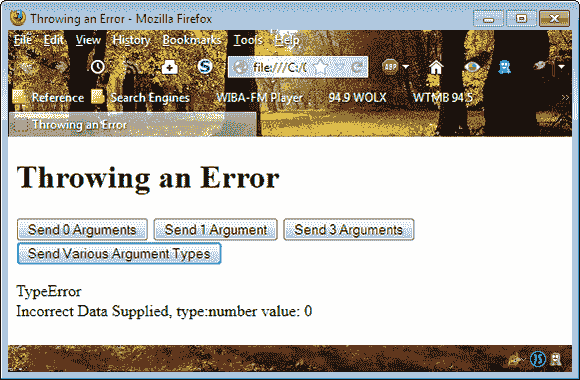 Throwing an Error - Mozilla Firefox
File Edit View History Bookmarks Tools Help
file:///C:/
ABP
Reference Search Engines WIBA-FM Player 94.9 WOLX WTMB 94.5
Throwing an Error
Throwing an Error
Send 0 Arguments Send 1 Argument Send 3 Arguments
Send Various Argument Types
TypeError
Incorrect Data Supplied, type:number value: 0